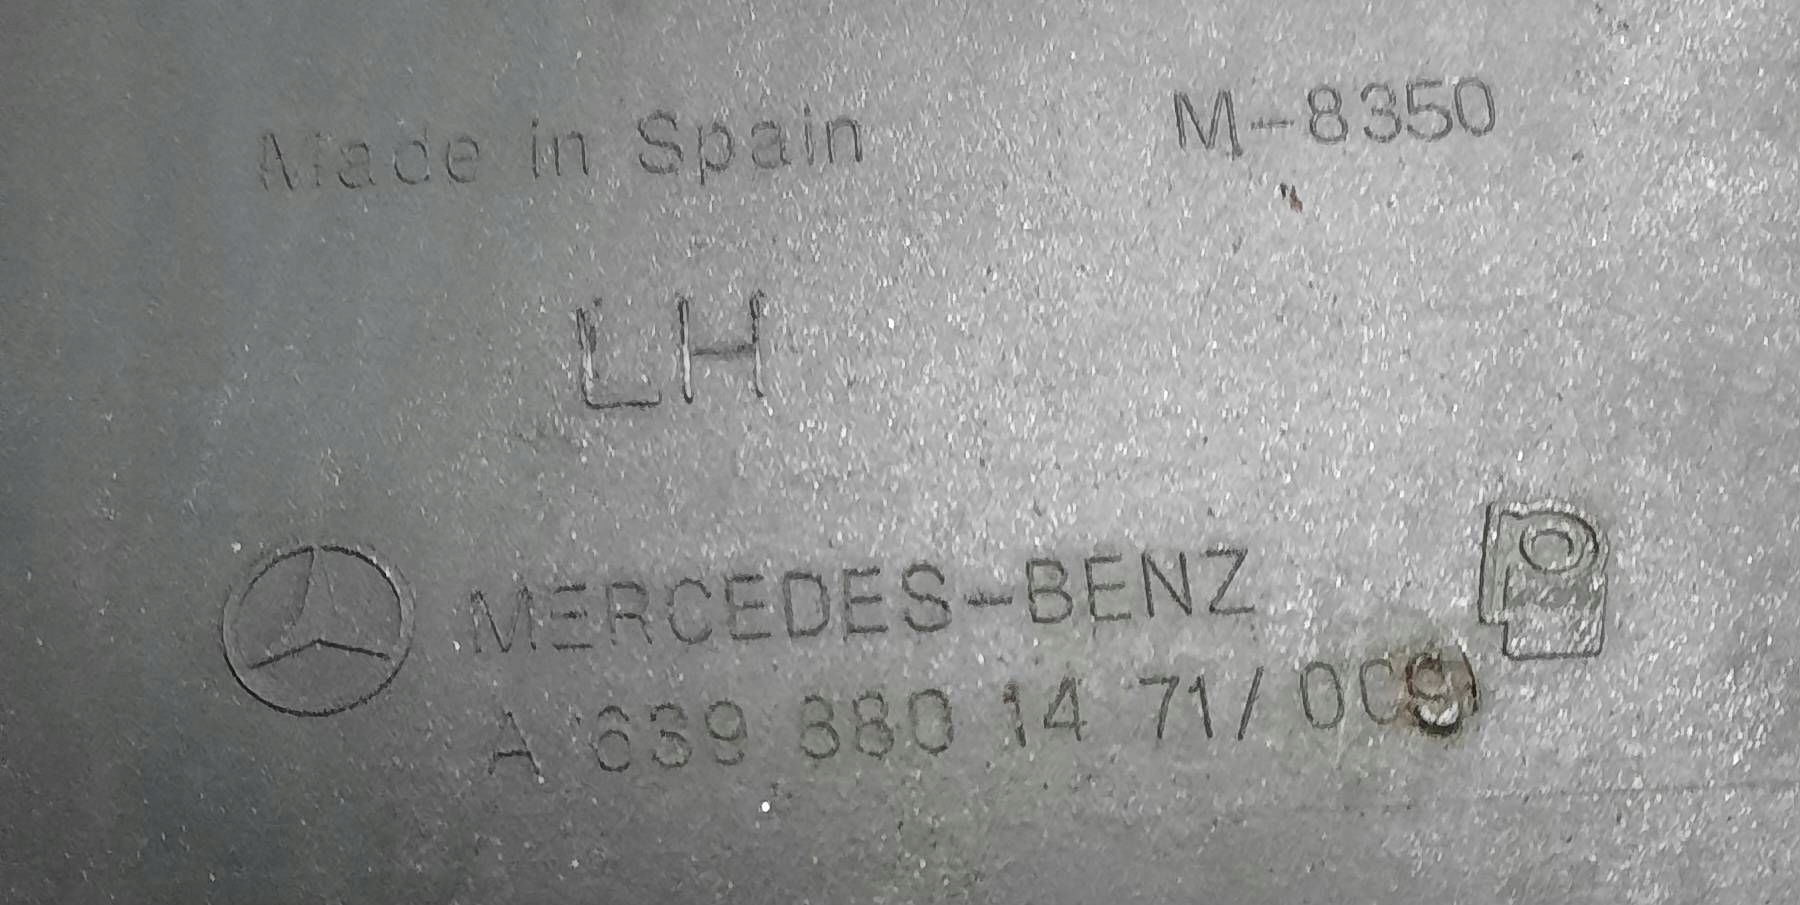 Made in Spain M-8350
LH
MERCEDES-BENZ
A 639 880 14 71/009